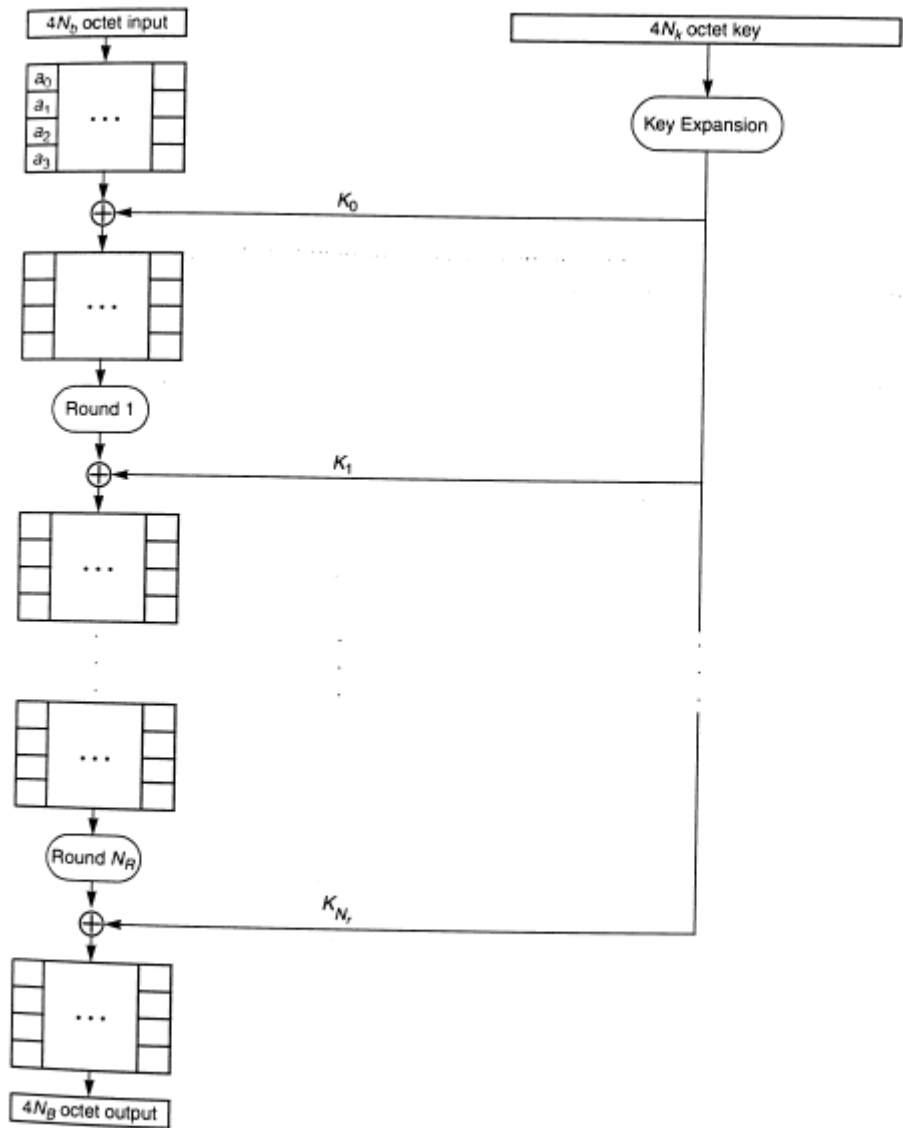 4N_b octet input
4N_k octet key
a_0
a_1
a_2
a_3
...
Key Expansion
K_0
...
Round 1
K_1
...
...
Round N_R
K_{N_r}
...
4N_B octet output